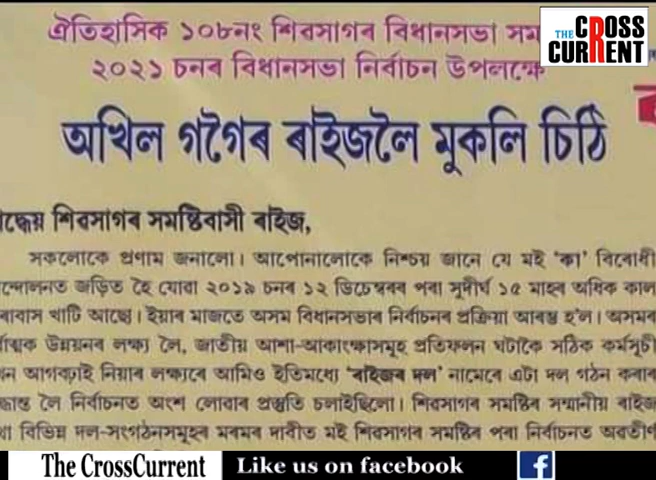 ঐতিহাসিক ১০৮নং শিৱসাগৰ বিধানসভা সম
THE CROSS CURRENT
২০২১ চনৰ বিধানসভা নিৰ্বাচন উপলক্ষে
অখিল গগৈৰ ৰাইজলৈ মুকলি চিঠি
দ্ধেয় শিৱসাগৰ সমষ্টিবাসী ৰাইজ,
সকলোকে প্ৰণাম জনালো। আপোনালোকে নিশ্চয় জানে যে মই ‘কা’ বিৰোধী
ন্দোলনত জড়িত হৈ যোৱা ২০১৯ চনৰ ১২ ডিচেম্বৰৰ পৰা সুদীৰ্ঘ ১৫ মাহৰ অধিক কাল
ৰাবাস খাটি আছো। ইয়াৰ মাজতে অসম বিধানসভাৰ নিৰ্বাচনৰ প্ৰক্ৰিয়া আৰম্ভ হ’ল। অসমৰ
ৰ্বাত্মক উন্নয়নৰ লক্ষ্য লৈ, জাতীয় আশা-আকাংক্ষাসমূহ প্ৰতিফলন ঘটাকৈ সঠিক কৰ্মসূচী
আগবঢ়াই নিয়াৰ লক্ষ্যৰে আমিও ইতিমধ্যে ‘ৰাইজৰ দল’ নামেৰে এটা দল গঠন কৰাৰ
দ্ধান্ত লৈ নিৰ্বাচনত অংশ লোৱাৰ প্ৰস্তুতি চলাইছিলো। শিৱসাগৰ সমষ্টিৰ সন্মানীয় ৰাইজ
থা বিভিন্ন দল-সংগঠনসমূহৰ মৰমৰ দাবীত মই শিৱসাগৰ সমষ্টিৰ পৰা নিৰ্বাচনত অৱতীৰ্ণ
The CrossCurrent Like us on facebook f